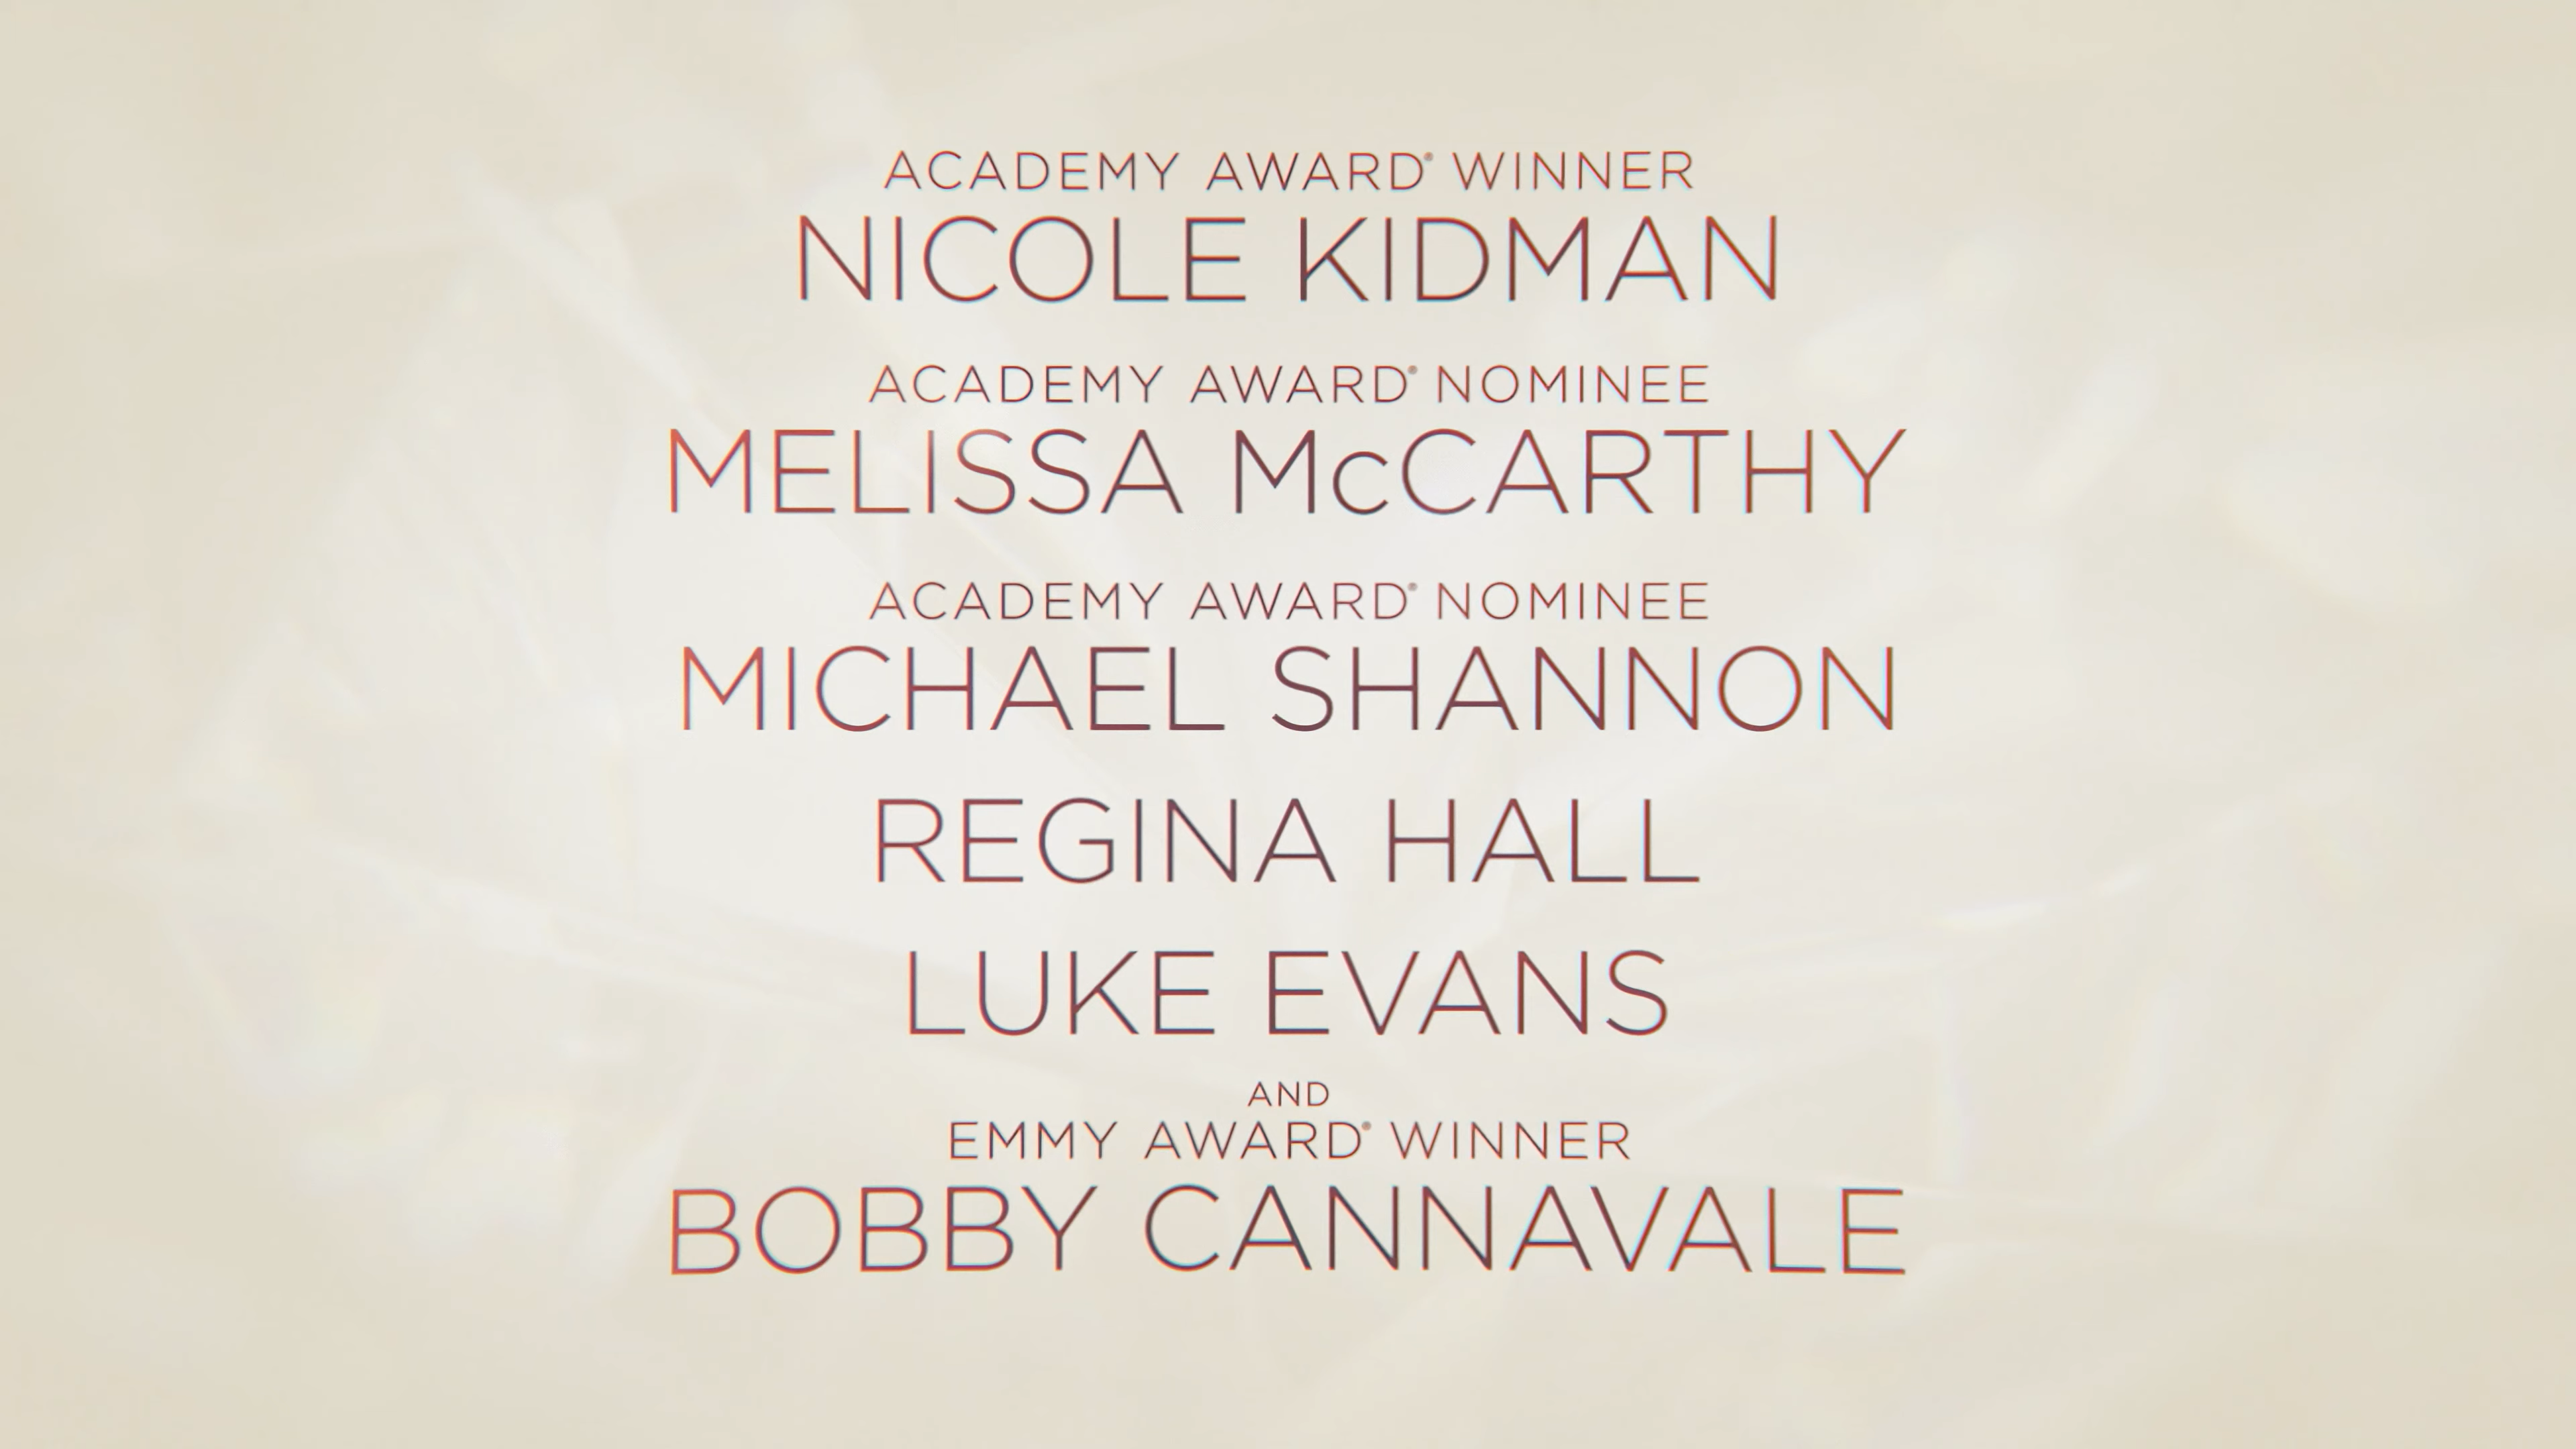 ACADEMY AWARD® WINNER
NICOLE KIDMAN
ACADEMY AWARD® NOMINEE
MELISSA McCARTHY
ACADEMY AWARD® NOMINEE
MICHAEL SHANNON
REGINA HALL
LUKE EVANS
AND
EMMY AWARD® WINNER
BOBBY CANNAVALE